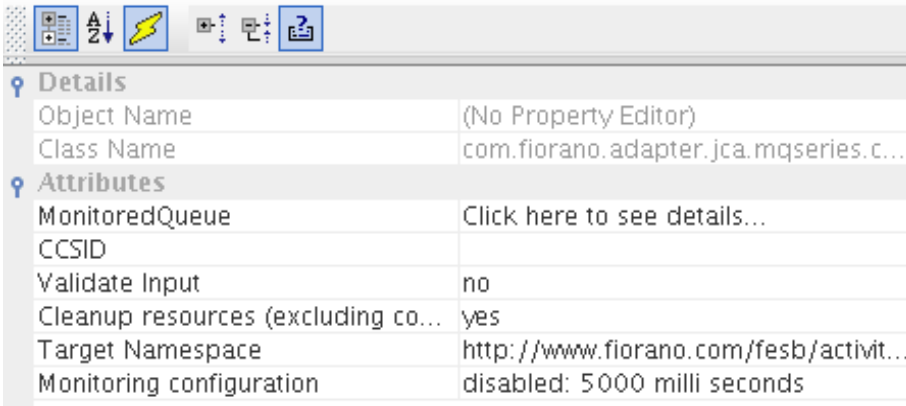 A
Z
Details
Object Name (No Property Editor)
Class Name com.fiorano.adapter.jca.mqseries.c...
Attributes
MonitoredQueue Click here to see details...
CCSID
Validate Input no
Cleanup resources (excluding co... yes
Target Namespace http://www.fiorano.com/fesb/activit...
Monitoring configuration disabled: 5000 milli seconds